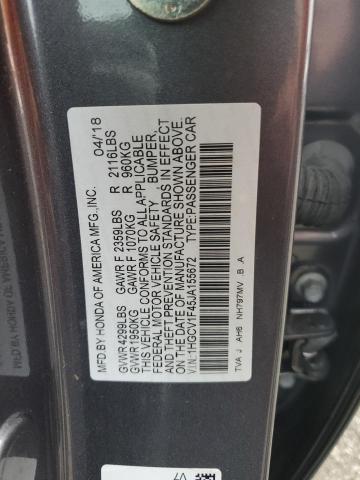 MFD BY HONDA OF AMERICA MFG.,INC. 04/18
GVWR 4299LBS GAWR F 2359LBS R 2116LBS
GVWR 1950KG GAWR F 1070KG R 960KG
THIS VEHICLE CONFORMS TO ALL APPLICABLE
FEDERAL MOTOR VEHICLE SAFETY, BUMPER,
AND THEFT PREVENTION STANDARDS IN EFFECT
ON THE DATE OF MANUFACTURE SHOWN ABOVE.
V.I.N.:1HGCV1F45JA155672 TYPE:PASSENGER CAR
TVA J AH6 NH797MV B A